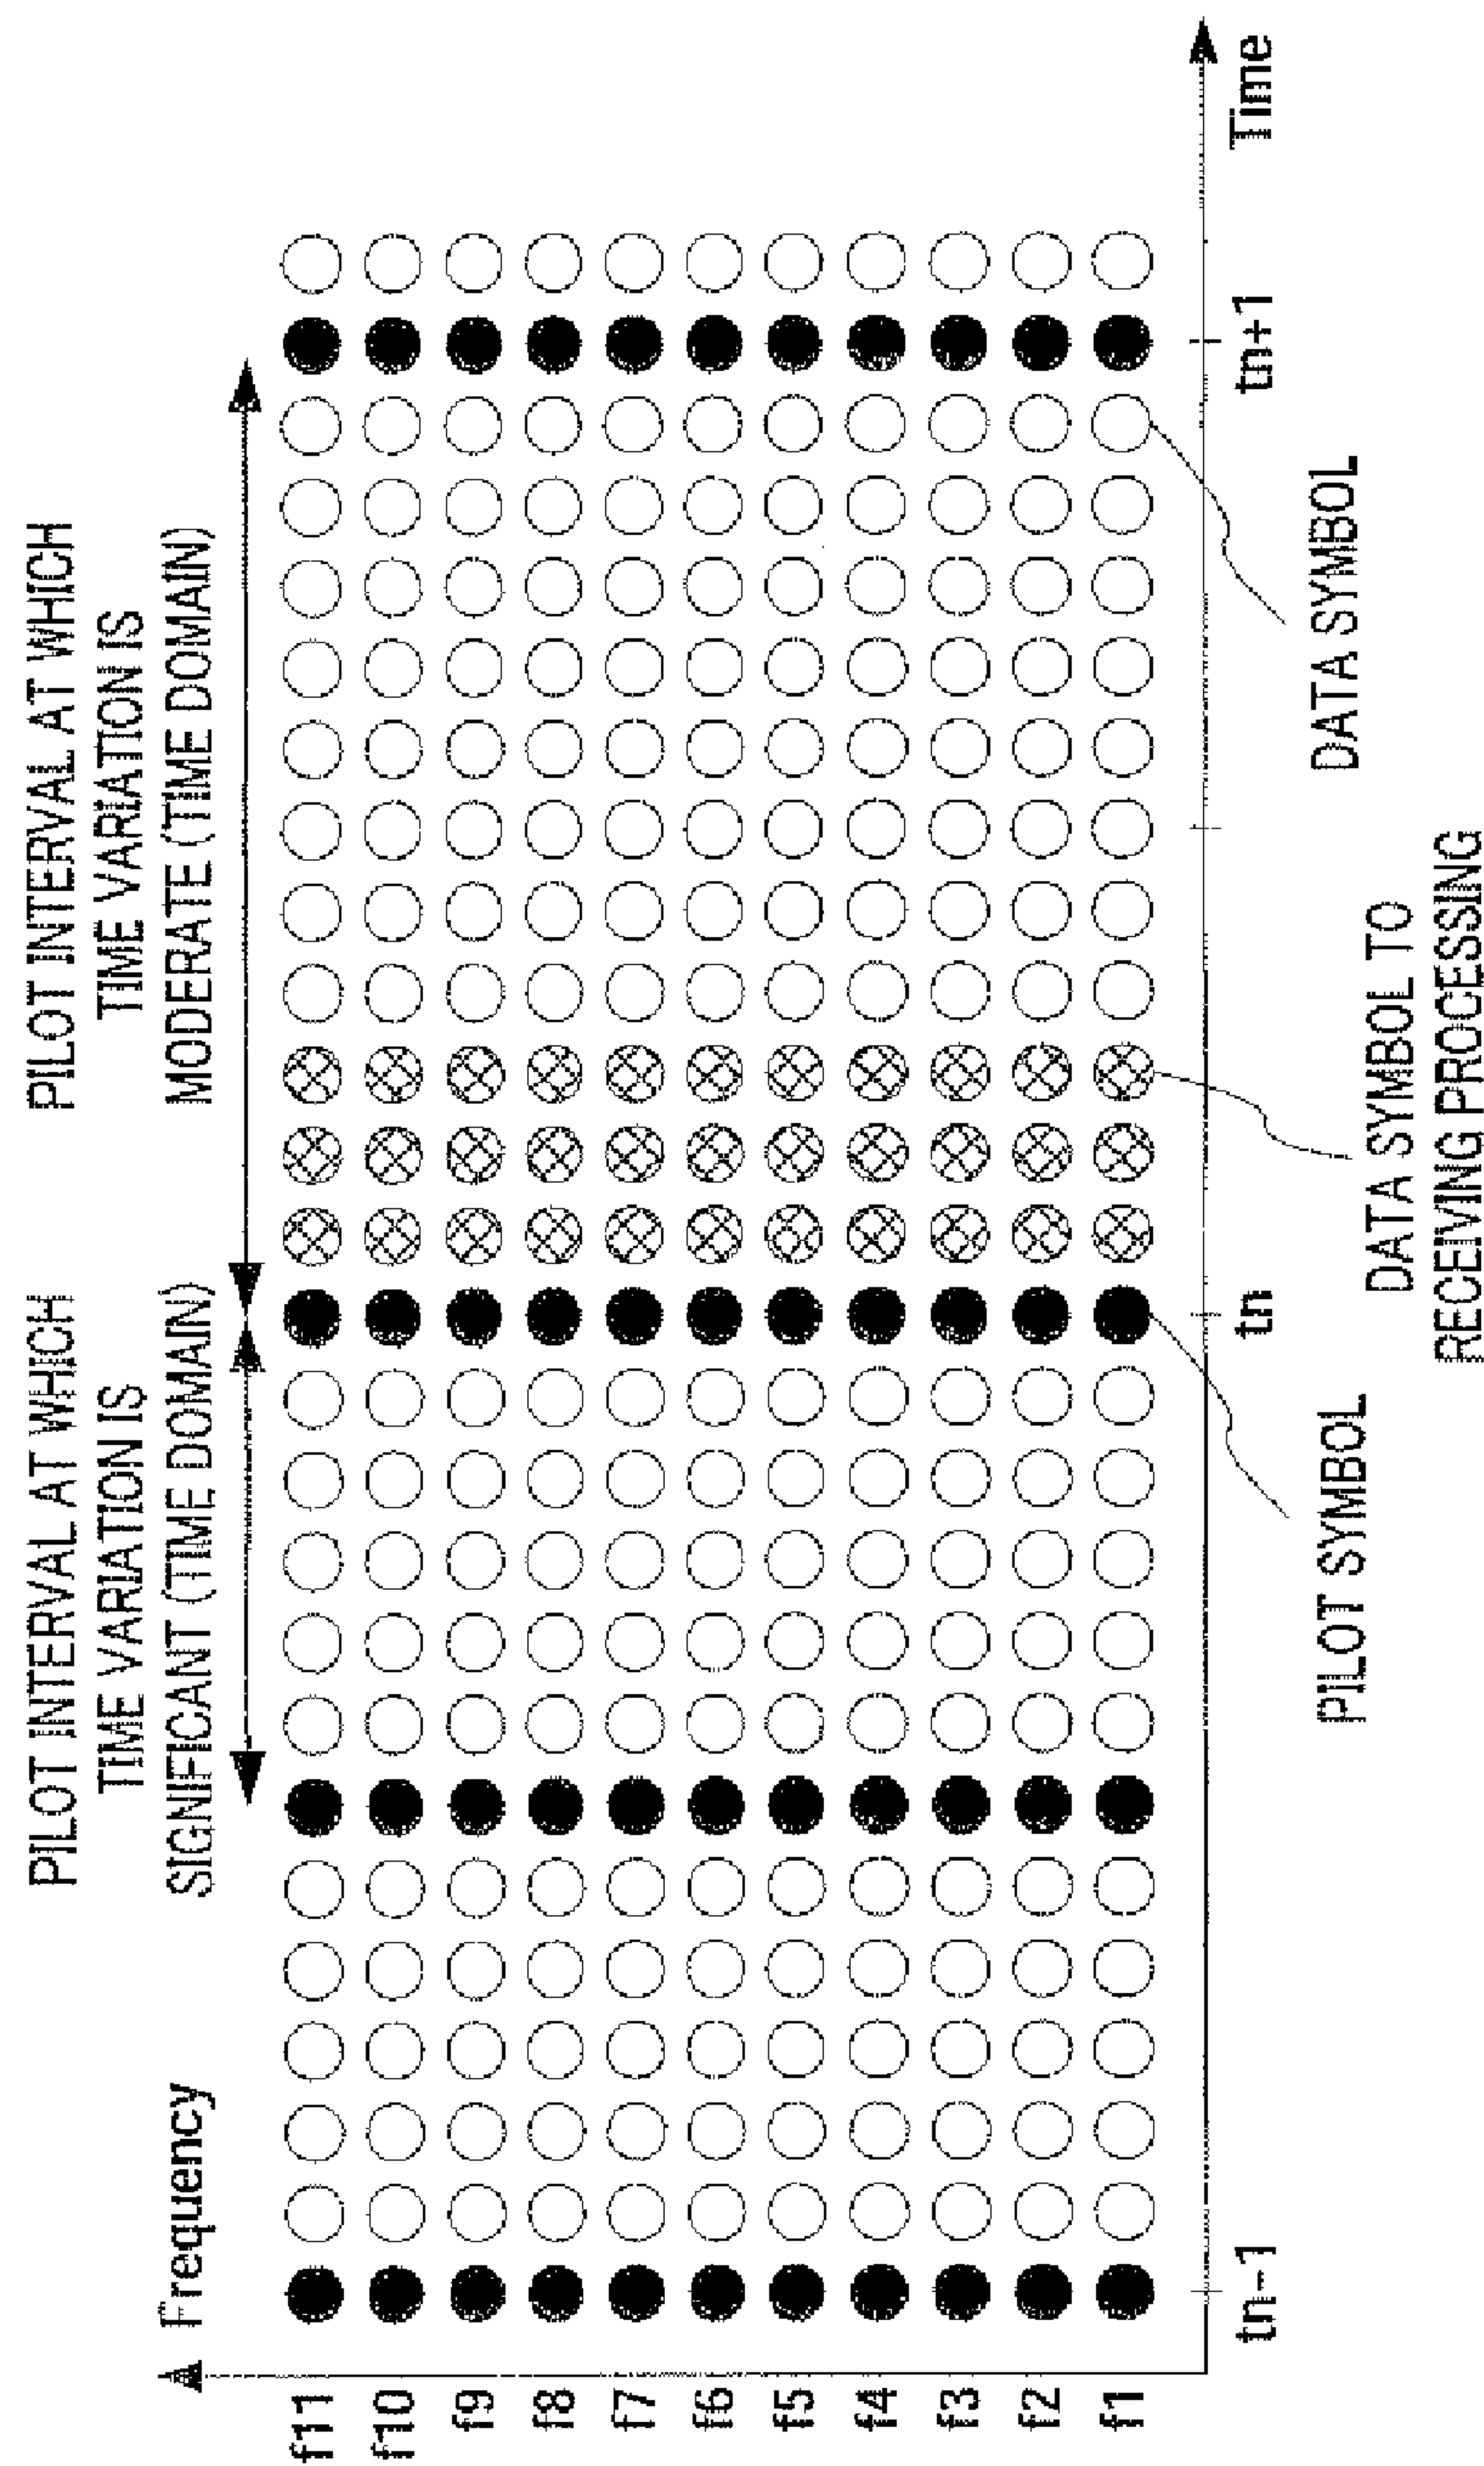 PILOT INTERVAL AT WHICH
TIME VARIATION IS
SIGNIFICANT (TIME DOMAIN)
PILOT INTERVAL AT WHICH
TIME VARIATION IS
MODERATE (TIME DOMAIN)
Frequency
f11
f10
f9
f8
f7
f6
f5
f4
f3
f2
f1
tn-1
tn
tn+1
Time
PILOT SYMBOL
DATA SYMBOL TO
RECEIVING PROCESSING
DATA SYMBOL